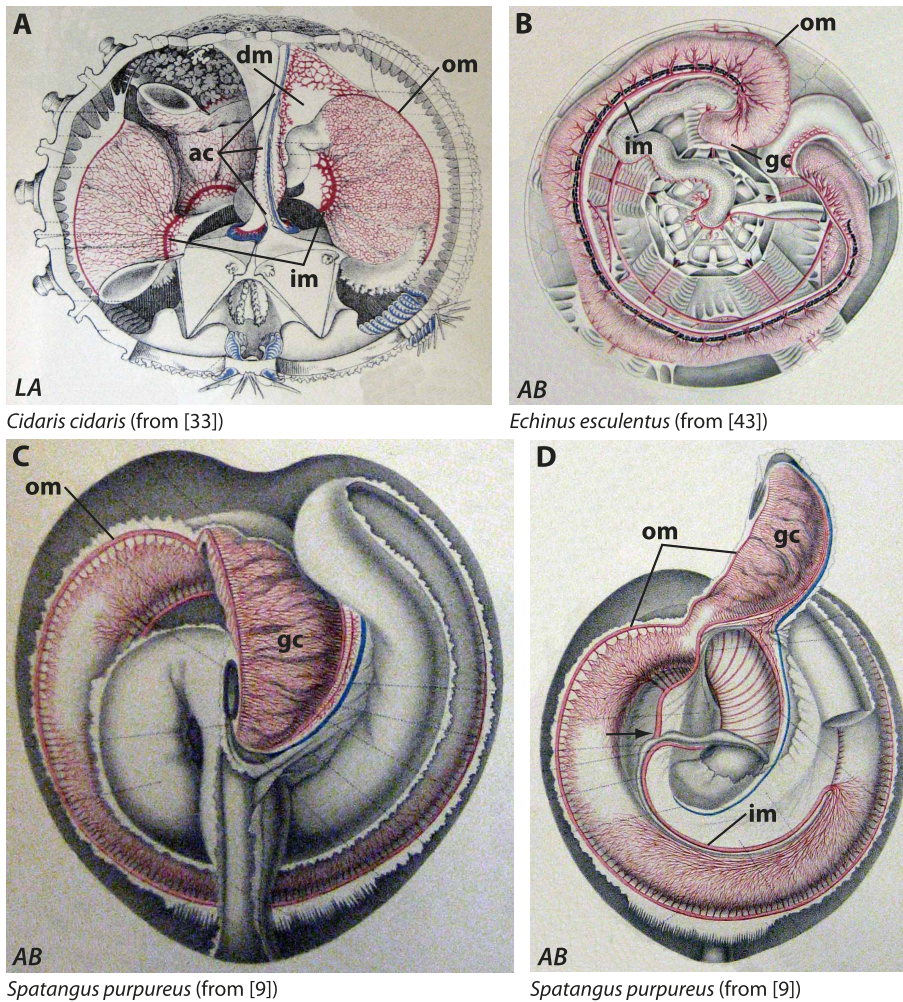 A
dm
om
ac
im
LA
Cidaris cidaris (from [33])
B
om
im
gc
AB
Echinus esculentus (from [43])
C
om
gc
AB
Spatangus purpureus (from [9])
D
om
gc
im
AB
Spatangus purpureus (from [9])